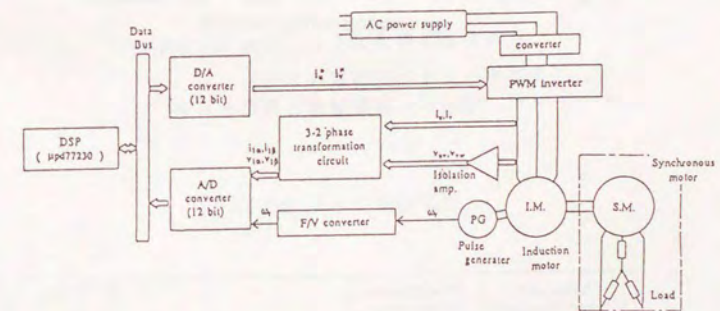 AC power supply
Data
Bus
converter
D/A
converter
(12 bit)
PWM inverter
3-2 phase
transformation
circuit
DSP
( μpd77230 )
Isolation
amp.
Synchronous
motor
A/D
converter
(12 bit)
F/V converter
PG
I.M.
S.M.
Pulse
generater
Induction
motor
Load